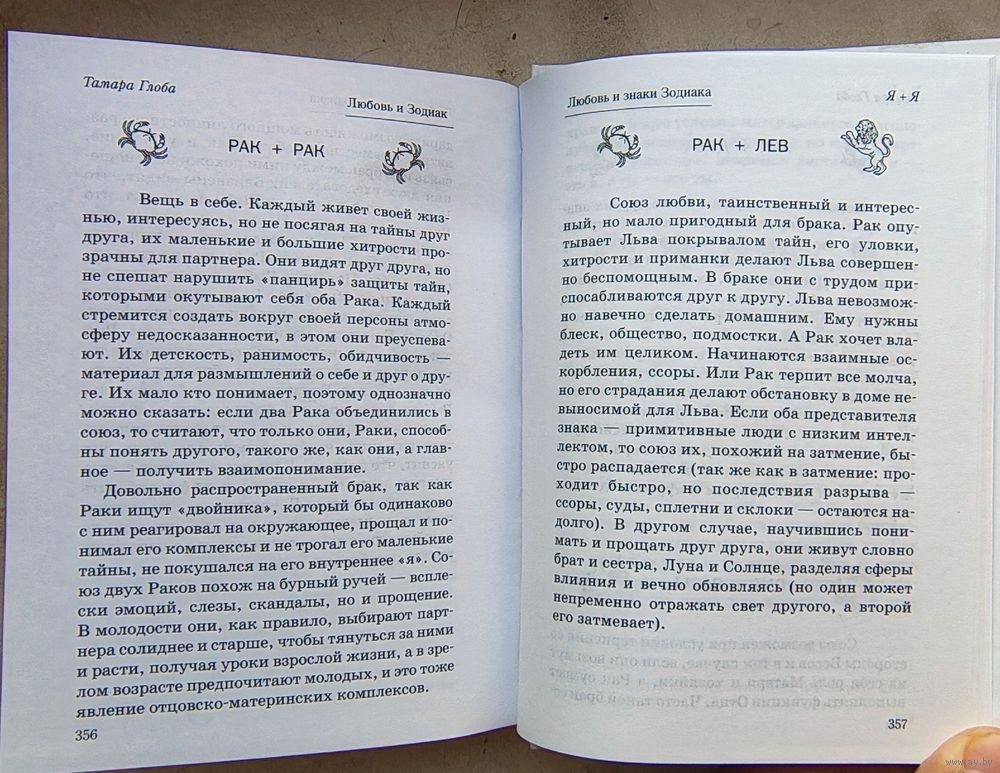 Тамара Глоба
Любовь и Зодиак
РАК + РАК
Вещь в себе. Каждый живет своей жиз-
нью, интересуясь, но не посягая на тайны друг
друга, их маленькие и большие хитрости про-
зрачны для партнера. Они видят друг друга, но
не спешат нарушить «панцирь» защиты тайн,
которыми окутывают себя оба Рака. Каждый
стремится создать вокруг своей персоны атмо-
сферу недосказанности, в этом они преуспева-
ют. Их детскость, ранимость, обидчивость —
материал для размышлений о себе и друг о дру-
ге. Их мало кто понимает, поэтому однозначно
можно сказать: если два Рака объединились в
союз, то считают, что только они, Раки, способ-
ны понять другого, такого же, как они, а глав-
ное — получить взаимопонимание.
Довольно распространенный брак, так как
Раки ищут «двойника», который бы одинаково
с ним реагировал на окружающее, прощал и по-
нимал его комплексы и не трогал его маленькие
тайны, не покушался на его внутреннее «я». Со-
юз двух Раков похож на бурный ручей — вспле-
ски эмоций, слезы, скандалы, но и прощение.
В молодости они, как правило, выбирают парт-
нера солиднее и старше, чтобы тянуться за ними
и расти, получая уроки взрослой жизни, а в зре-
лом возрасте предпочитают молодых, и это тоже
явление отцовско-материнских комплексов.
356
Любовь и знаки Зодиака
Я + Я
РАК + ЛЕВ
Союз любви, таинственный и интерес-
ный, но мало пригодный для брака. Рак опу-
тывает Льва покрывалом тайн, его уловки,
хитрости и приманки делают Льва совершен-
но беспомощным. В браке они с трудом при-
спосабливаются друг к другу. Льва невозмож-
но навечно сделать домашним. Ему нужны
блеск, общество, подмостки. А Рак хочет вла-
деть им целиком. Начинаются взаимные ос-
корбления, ссоры. Или Рак терпит все молча,
но его страдания делают обстановку в доме не-
выносимой для Льва. Если оба представителя
знака — примитивные люди с низким интел-
лектом, то союз их, похожий на затмение, бы-
стро распадается (так же как в затмение: про-
ходит быстро, но последствия разрыва —
ссоры, суды, сплетни и склоки — остаются на-
долго). В другом случае, научившись пони-
мать и прощать друг друга, они живут словно
брат и сестра, Луна и Солнце, разделяя сферы
влияния и вечно обновляясь (но один может
непременно отражать свет другого, а второй
его затмевает).
357
www.ay.by